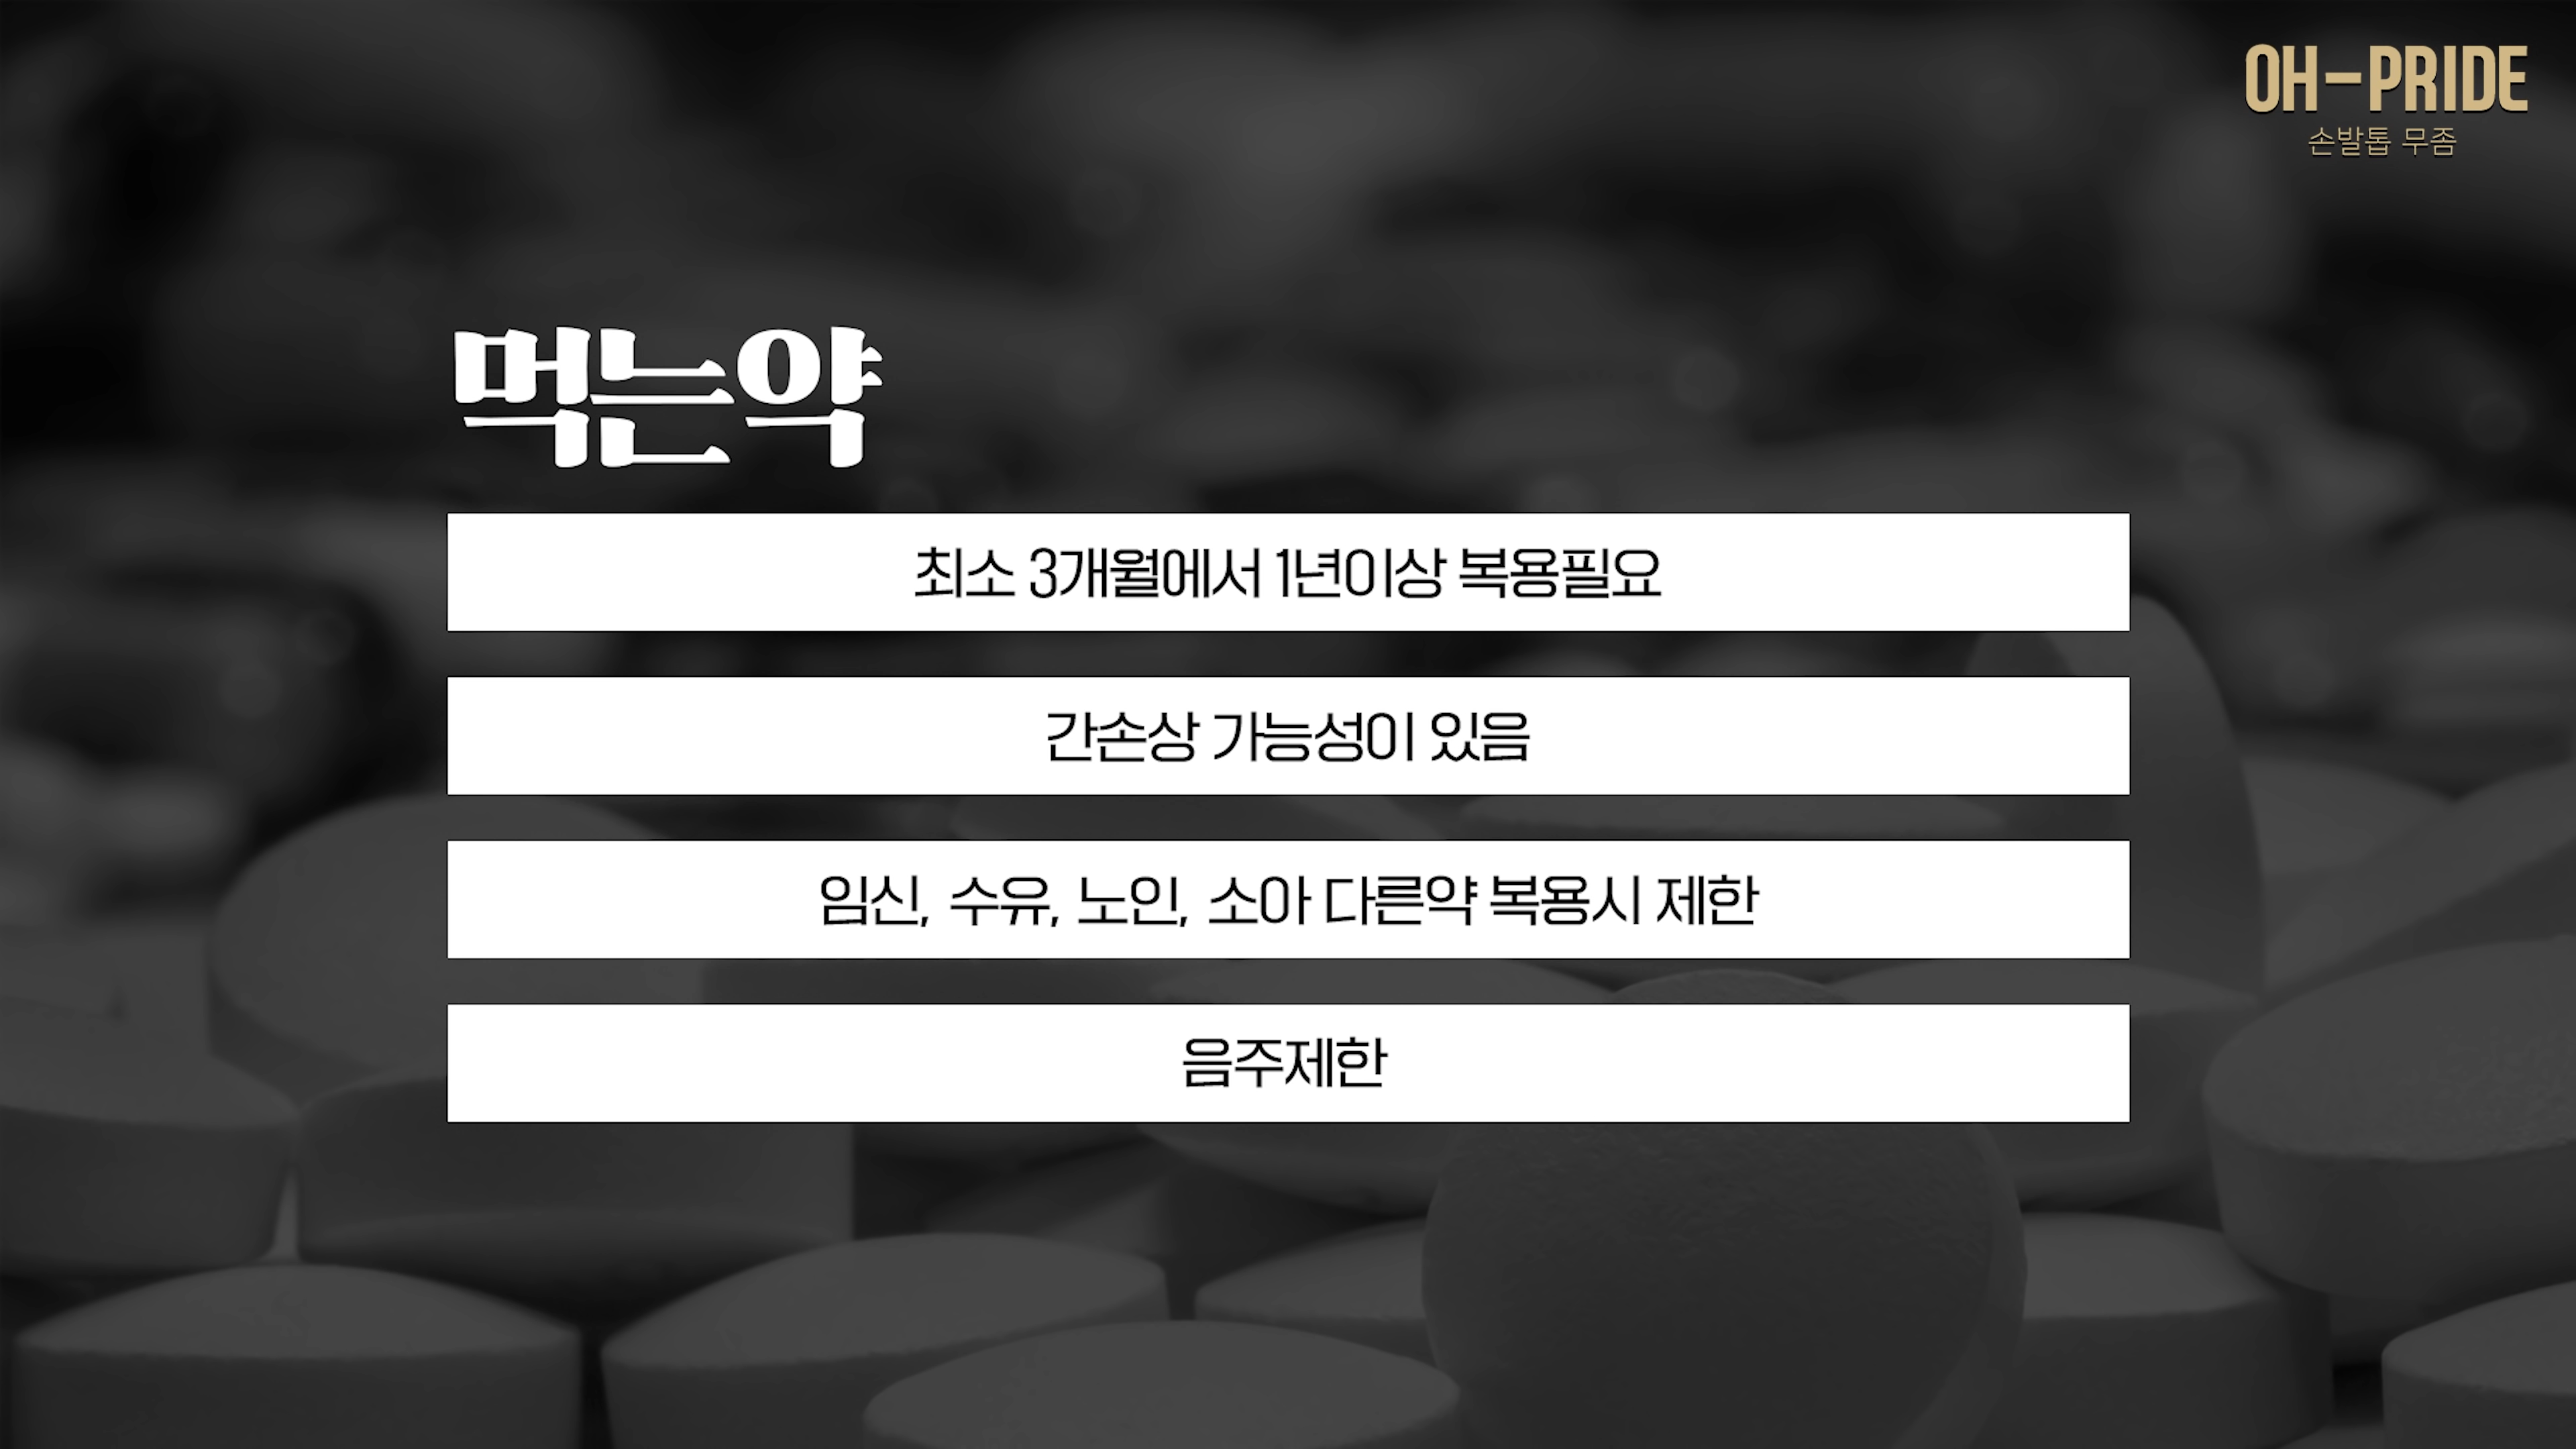 OH-PRIDE
손발톱 무좀
먹는약
최소 3개월에서 1년이상 복용필요
간손상 가능성이 있음
임신, 수유, 노인, 소아 다른약 복용시 제한
음주제한